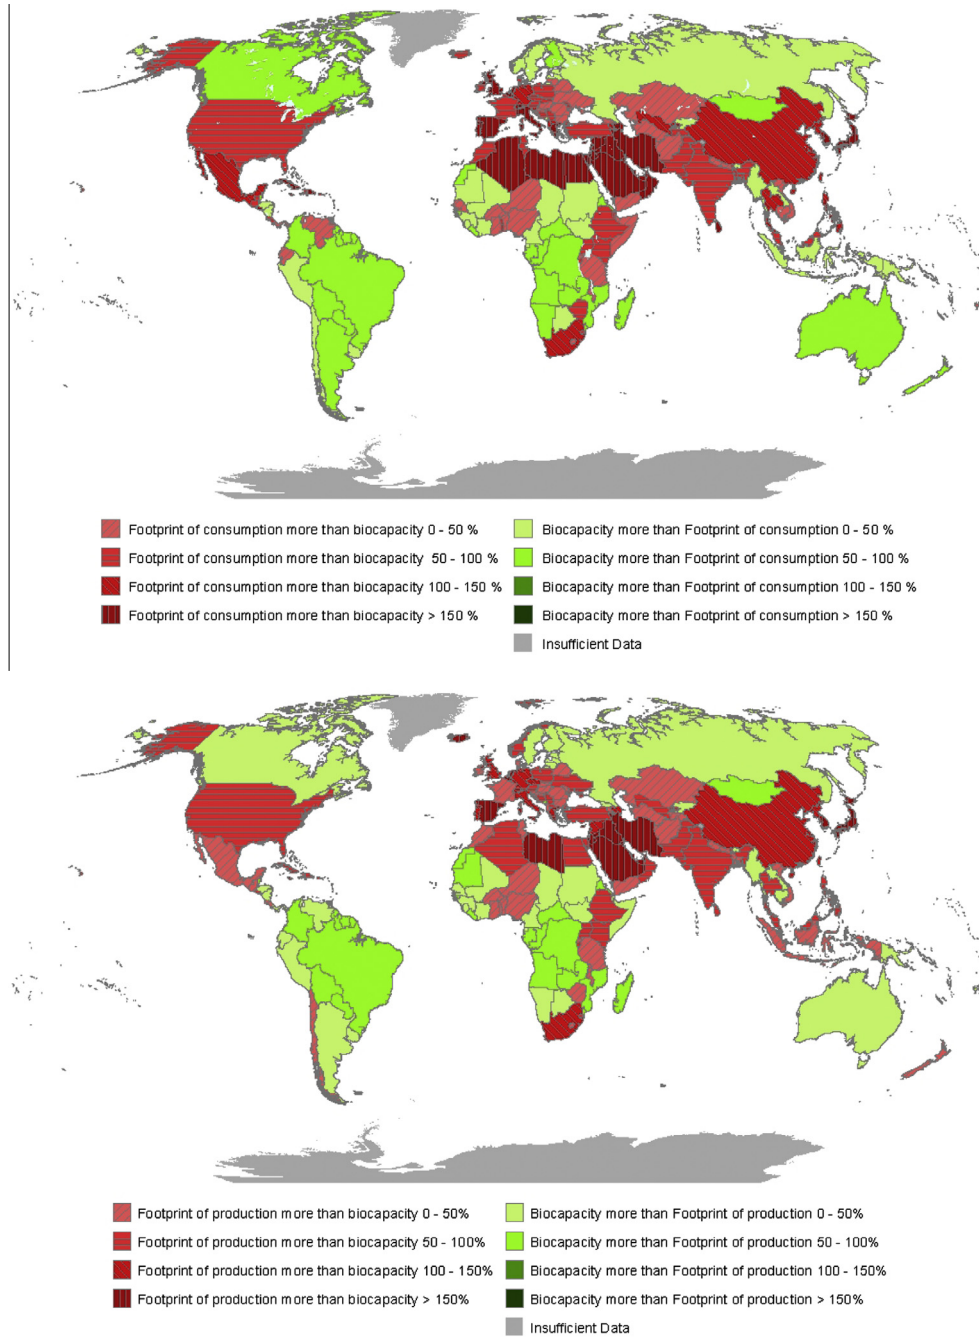 Footprint of consumption more than biocapacity 0 - 50 %
Footprint of consumption more than biocapacity 50 - 100 %
Footprint of consumption more than biocapacity 100 - 150 %
Footprint of consumption more than biocapacity > 150 %
Biocapacity more than Footprint of consumption 0 - 50 %
Biocapacity more than Footprint of consumption 50 - 100 %
Biocapacity more than Footprint of consumption 100 - 150 %
Biocapacity more than Footprint of consumption > 150 %
Insufficient Data
Footprint of production more than biocapacity 0 - 50%
Footprint of production more than biocapacity 50 - 100%
Footprint of production more than biocapacity 100 - 150%
Footprint of production more than biocapacity > 150%
Biocapacity more than Footprint of production 0 - 50%
Biocapacity more than Footprint of production 50 - 100%
Biocapacity more than Footprint of production 100 - 150%
Biocapacity more than Footprint of production > 150%
Insufficient Data